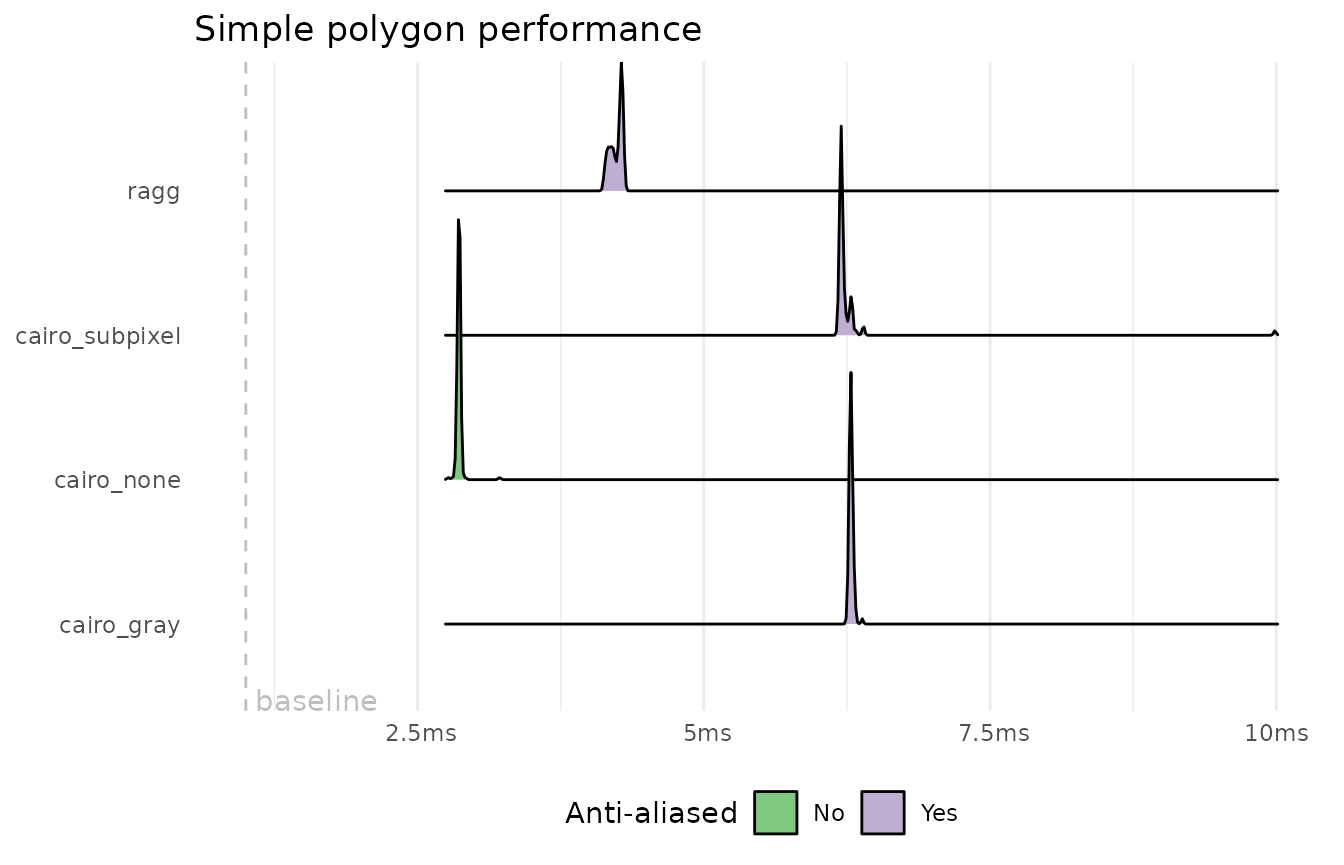 Simple polygon performance
ragg
cairo_subpixel
cairo_none
cairo_gray
baseline
2.5ms 5ms 7.5ms 10ms
Anti-aliased No Yes